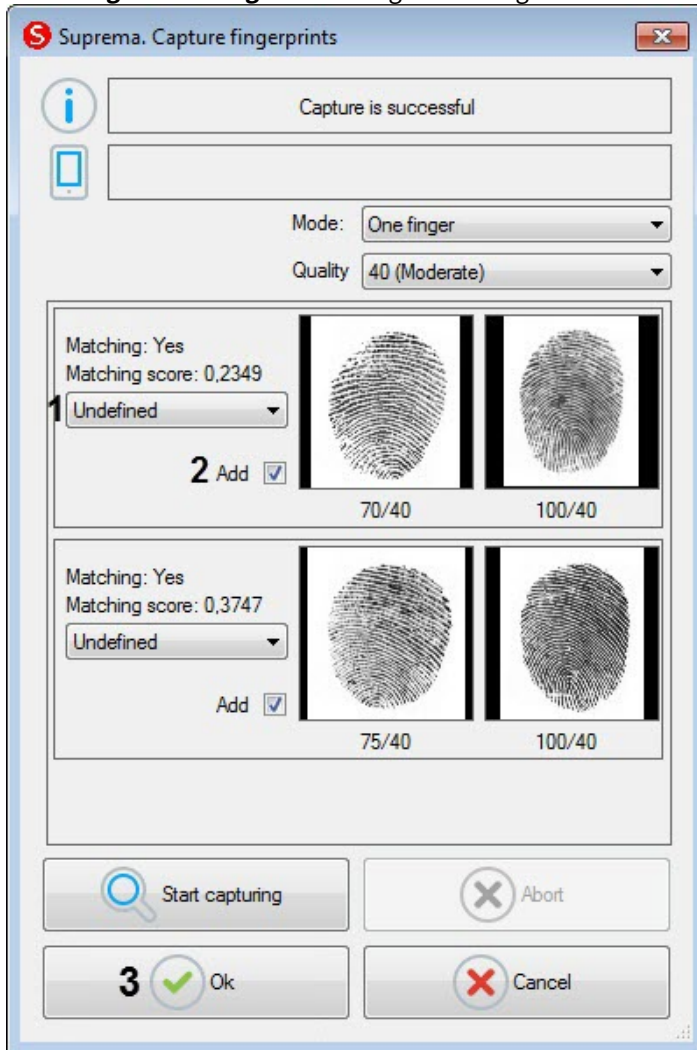 Suprema. Capture fingerprints
Capture is successful
Mode: One finger
Quality 40 (Moderate)
Matching: Yes
Matching score: 0,2349
1 Undefined
2 Add
70/40 100/40
Matching: Yes
Matching score: 0,3747
Undefined
Add
75/40 100/40
Start capturing Abort
3 Ok Cancel